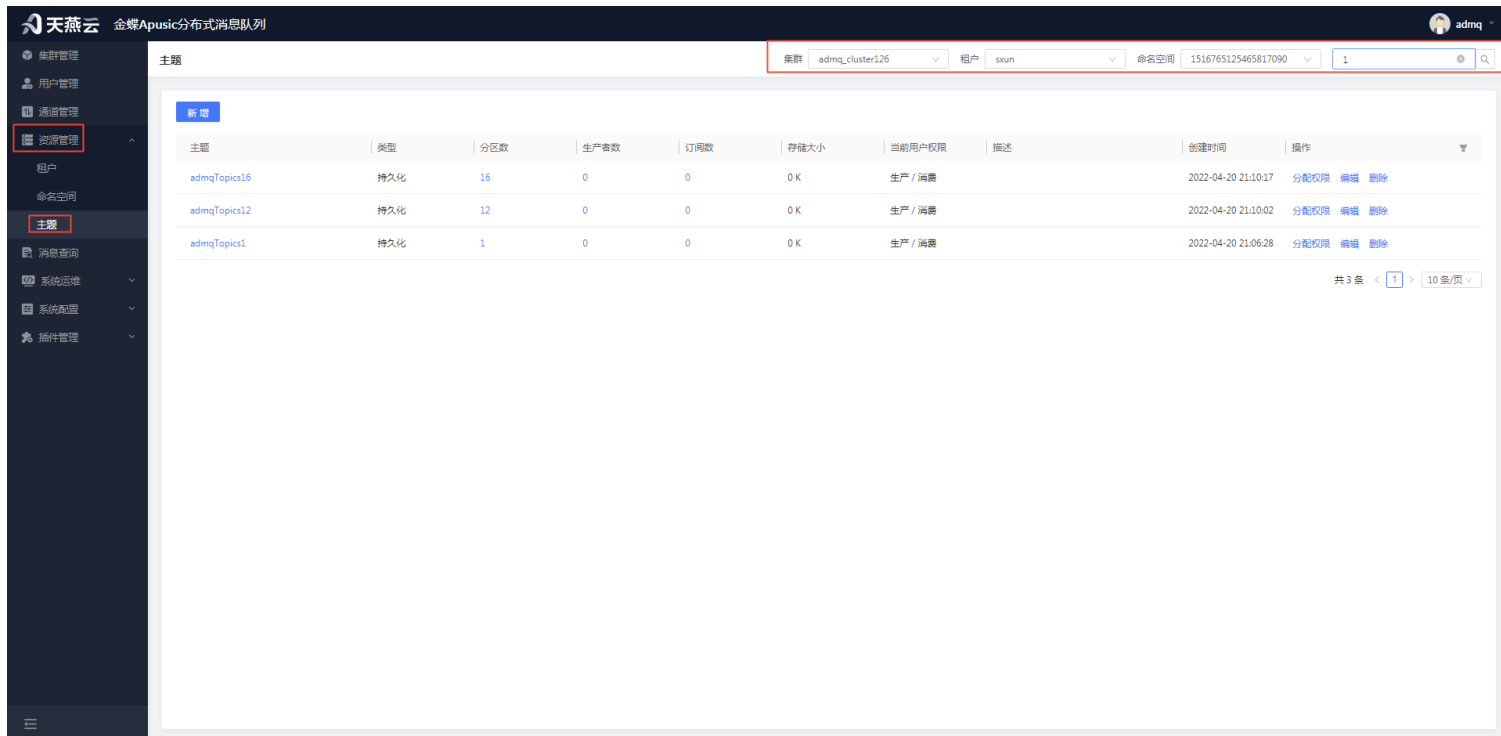 天燕云 金蝶Apusic分布式消息队列
admq
集群管理
用户管理
通道管理
资源管理
租户
命名空间
主题
消息查询
系统运维
系统配置
插件管理
主题
集群 admq_cluster126 租户 sxun 命名空间 1516765125465817090 1
新 增
主题 类型 分区数 生产者数 订阅数 存储大小 当前用户权限 描述 创建时间 操作
admqTopics16 持久化 16 0 0 0 K 生产 / 消费 2022-04-20 21:10:17 分配权限 编辑 删除
admqTopics12 持久化 12 0 0 0 K 生产 / 消费 2022-04-20 21:10:02 分配权限 编辑 删除
admqTopics1 持久化 1 0 0 0 K 生产 / 消费 2022-04-20 21:06:28 分配权限 编辑 删除
共 3 条 < 1 > 10 条/页